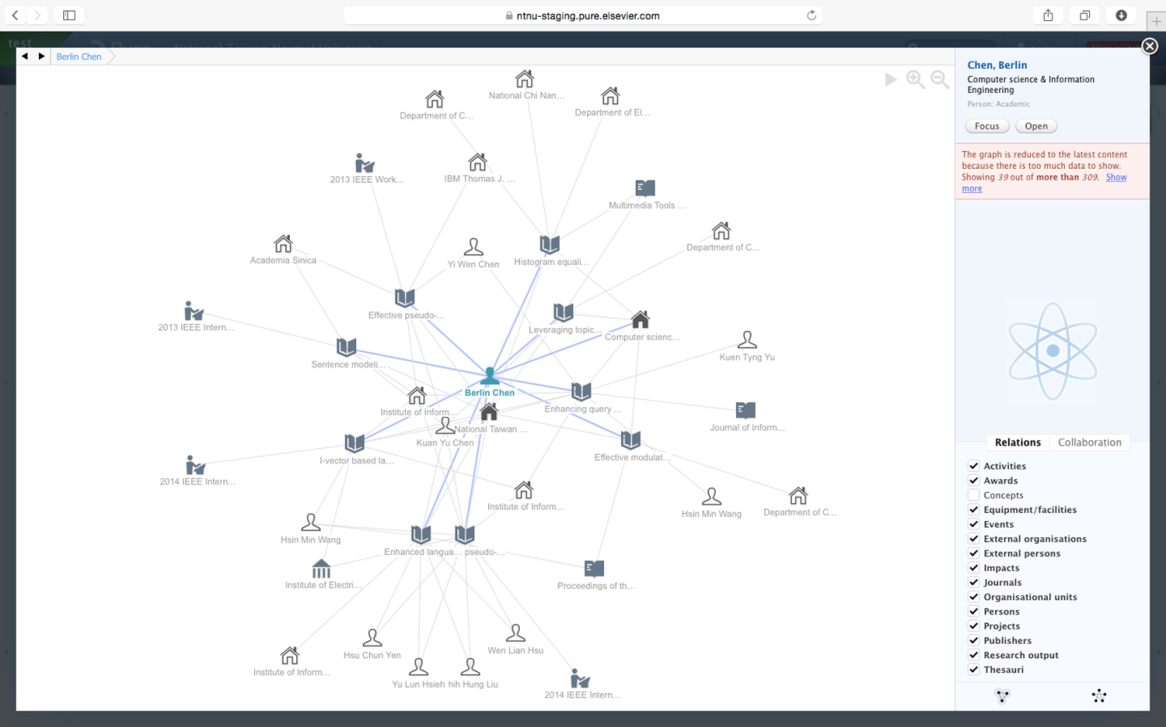 ntnu-staging.pure.elsevier.com
test
Berlin Chen
National Chi Nan...
Department of C...
Department of El...
2013 IEEE Work...
IBM Thomas J. ...
Multimedia Tools ...
Department of C...
Academia Sinica
Yi Wen Chen
Histogram equali...
Effective pseudo-...
2013 IEEE Intern...
Leveraging topic...
Computer scienc...
Kuen Tyng Yu
Sentence modeli...
Berlin Chen
Institute of Inform...
Enhancing query ...
National Taiwan ...
Journal of Inform...
Kuan Yu Chen
I-vector based la...
Effective modulat...
2014 IEEE Intern...
Institute of Inform...
Hsin Min Wang
Department of C...
Hsin Min Wang
Enhanced langua...
pseudo-...
Institute of Electri...
Proceedings of th...
Hsu Chun Yen
Wen Lian Hsu
Institute of Inform...
Yu Lun Hsieh
hih Hung Liu
2014 IEEE Intern...
Chen, Berlin
Computer science & Information
Engineering
Person: Academic
Focus
Open
The graph is reduced to the latest content
because there is too much data to show.
Showing 39 out of more than 309. Show
more
Relations
Collaboration
Activities
Awards
Concepts
Equipment/facilities
Events
External organisations
External persons
Impacts
Journals
Organisational units
Persons
Projects
Publishers
Research output
Thesauri